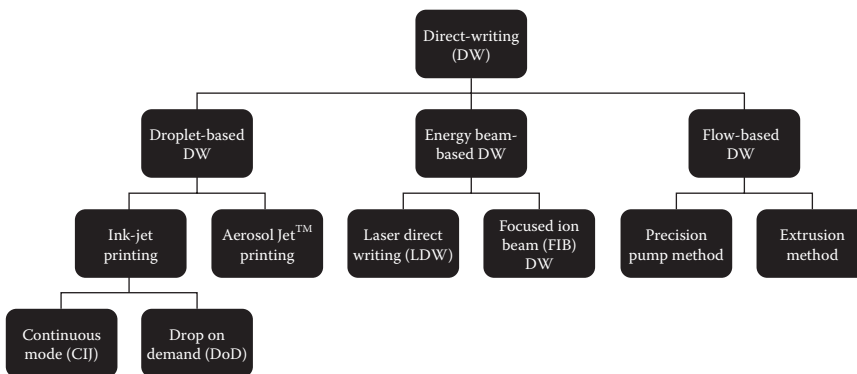 Direct-writing
(DW)
Droplet-based
DW
Energy beam-
based DW
Flow-based
DW
Ink-jet
printing
Aerosol Jet™
printing
Laser direct
writing (LDW)
Focused ion
beam (FIB)
DW
Precision
pump method
Extrusion
method
Continuous
mode (CIJ)
Drop on
demand (DoD)